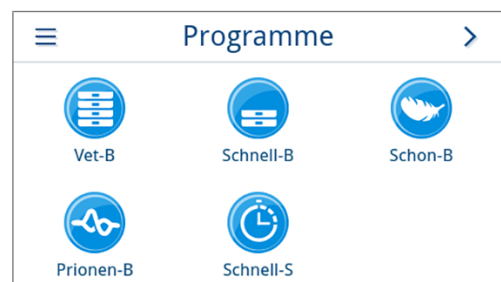 Programme
Vet-B
Schnell-B
Schon-B
Prionen-B
Schnell-S